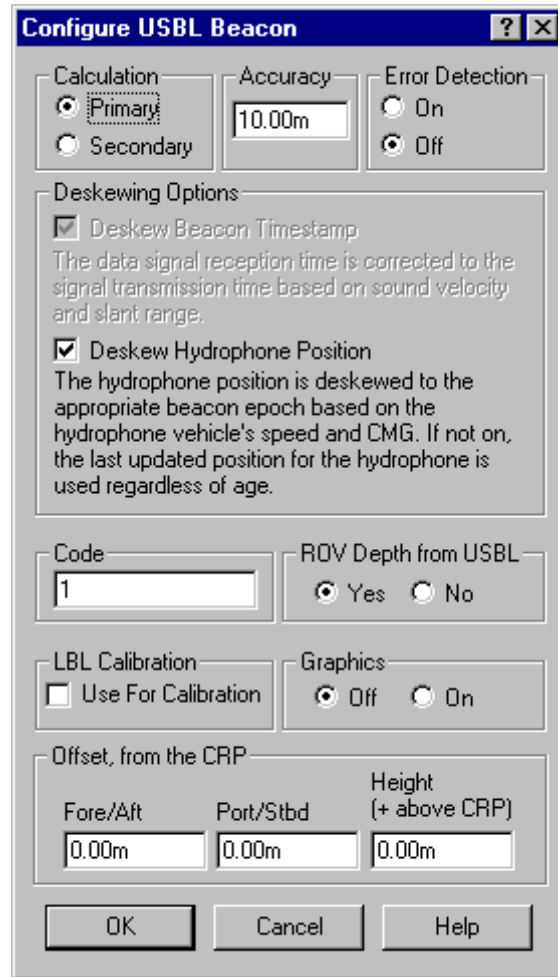 Configure USBL Beacon
Calculation
Primary
Secondary
Accuracy
10.00m
Error Detection
On
Off
Deskewing Options
Deskew Beacon Timestamp
The data signal reception time is corrected to the
signal transmission time based on sound velocity
and slant range.
Deskew Hydrophone Position
The hydrophone position is deskewed to the
appropriate beacon epoch based on the
hydrophone vehicle's speed and CMG. If not on,
the last updated position for the hydrophone is
used regardless of age.
Code
1
ROV Depth from USBL
Yes No
LBL Calibration
Use For Calibration
Graphics
Off On
Offset, from the CRP
Fore/Aft
0.00m
Port/Stbd
0.00m
Height
(+ above CRP)
0.00m
OK Cancel Help